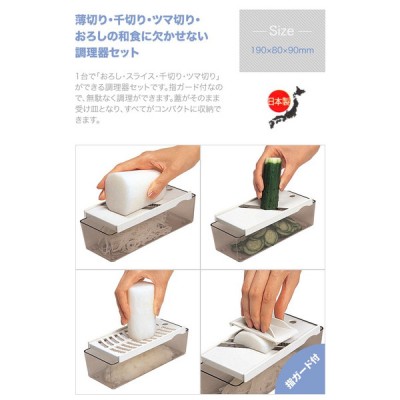 薄切り・千切り・ツマ切り・
おろしの和食に欠かせない
調理器セット
1台で「おろし・スライス・千切り・ツマ切り」
ができる調理器セットです。指ガード付なの
で、無駄なく調理ができます。蓋がそのまま
受け皿となり、すべてがコンパクトに収納で
きます。
Size
190×80×90mm
日本製
指ガード付